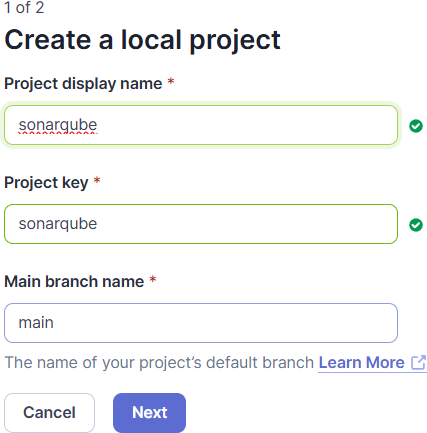 1 of 2
Create a local project
Project display name *
sonarqube
Project key *
sonarqube
Main branch name *
main
The name of your project's default branch Learn More
Cancel Next